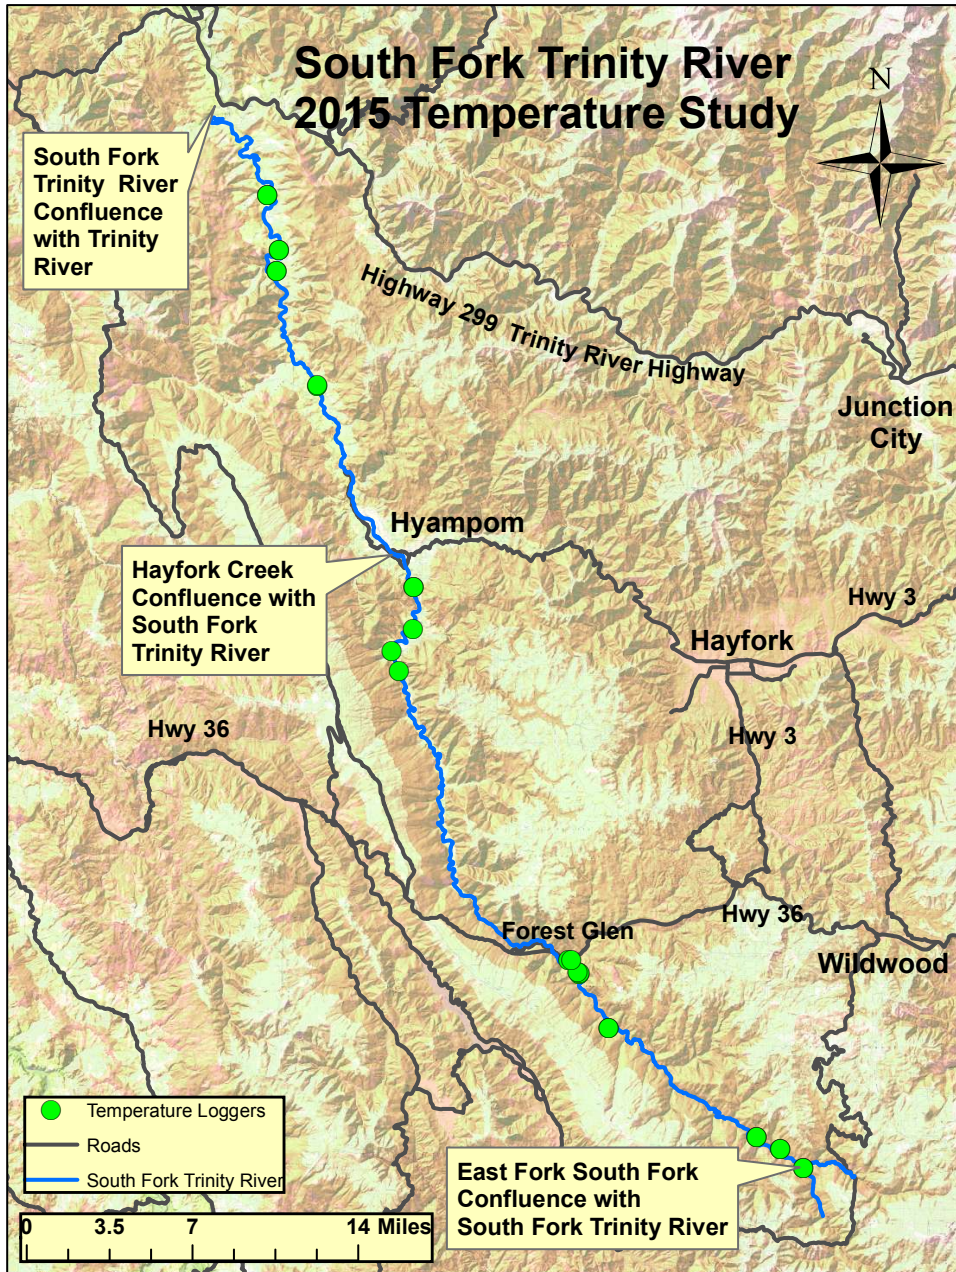 South Fork Trinity River
2015 Temperature Study
N
South Fork
Trinity River
Confluence
with Trinity
River
Highway 299 Trinity River Highway
Junction
City
Hyampom
Hayfork Creek
Confluence with
South Fork
Trinity River
Hwy 3
Hayfork
Hwy 36
Hwy 3
Hwy 36
Forest Glen
Wildwood
Temperature Loggers
Roads
South Fork Trinity River
East Fork South Fork
Confluence with
South Fork Trinity River
0 3.5 7 14 Miles